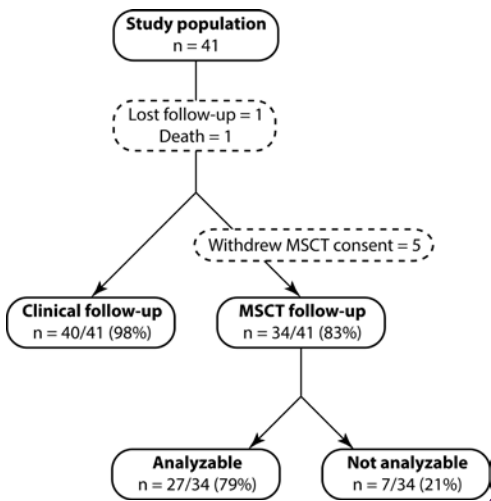 Study population
n = 41
Lost follow-up = 1
Death = 1
Withdrew MSCT consent = 5
Clinical follow-up
n = 40/41 (98%)
MSCT follow-up
n = 34/41 (83%)
Analyzable
n = 27/34 (79%)
Not analyzable
n = 7/34 (21%)